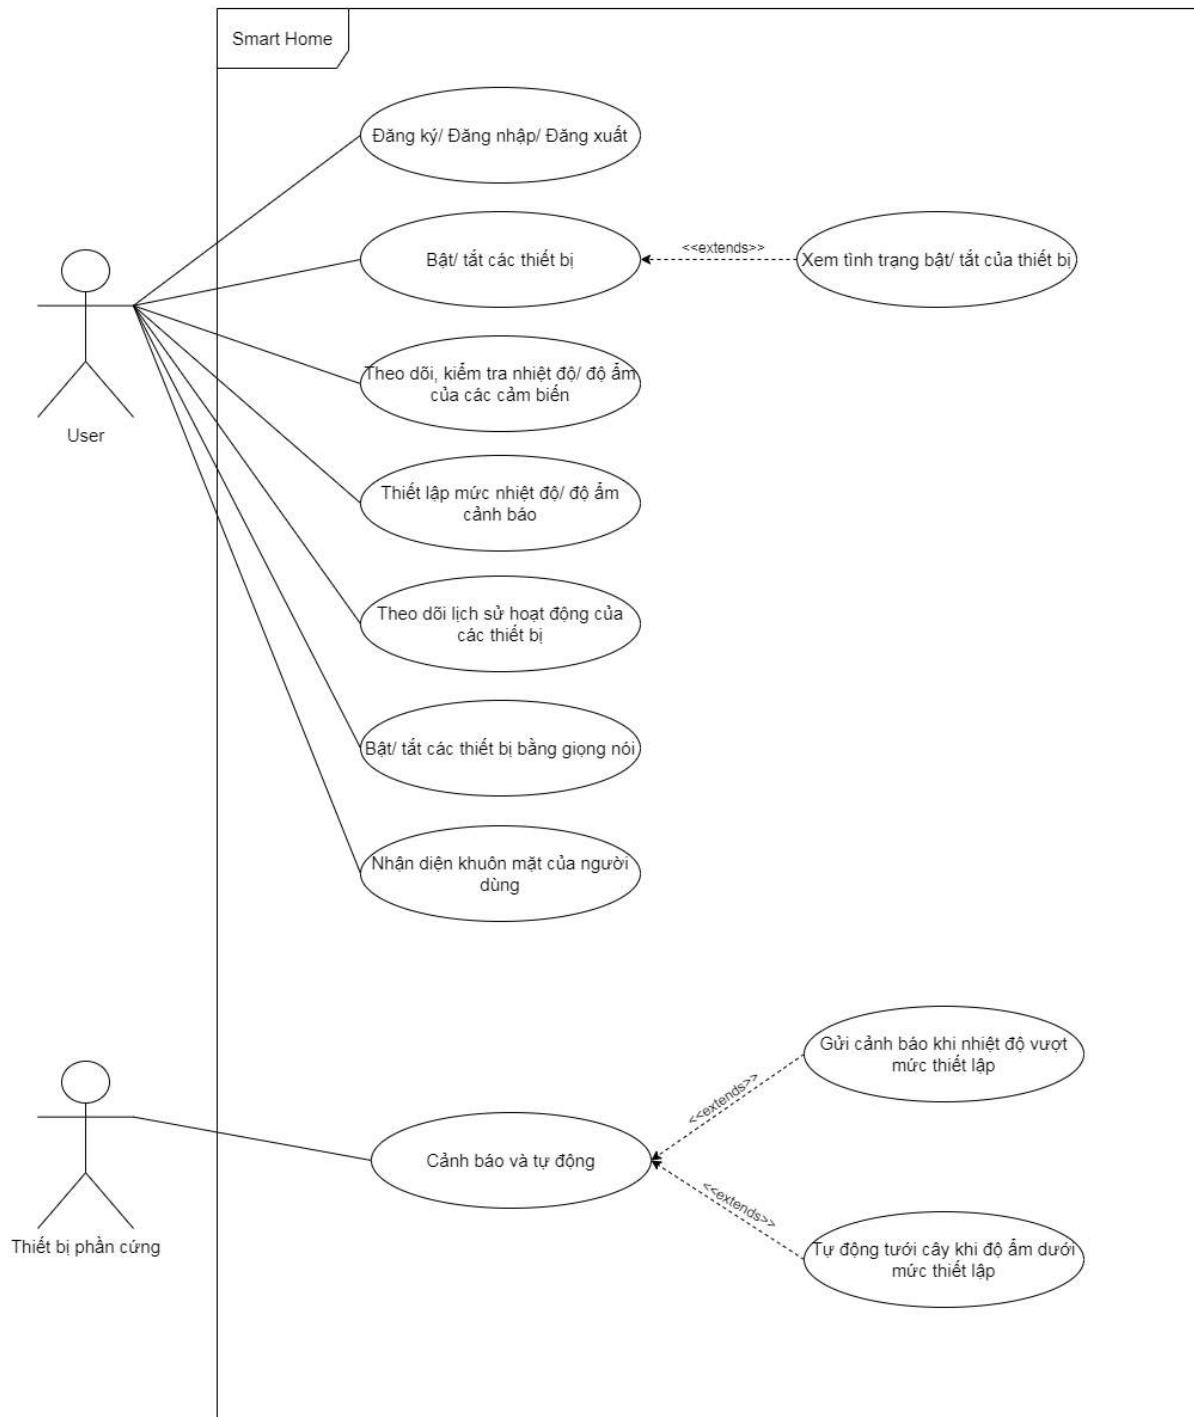 Smart Home
Đăng ký/ Đăng nhập/ Đăng xuất
Bật/ tắt các thiết bị
<<extends>>
Xem tình trạng bật/ tắt của thiết bị
Theo dõi, kiểm tra nhiệt độ/ độ ẩm
của các cảm biến
User
Thiết lập mức nhiệt độ/ độ ẩm
cảnh báo
Theo dõi lịch sử hoạt động của
các thiết bị
Bật/ tắt các thiết bị bằng giọng nói
Nhận diện khuôn mặt của người
dùng
Gửi cảnh báo khi nhiệt độ vượt
mức thiết lập
<<extends>>
Cảnh báo và tự động
<<extends>>
Thiết bị phần cứng
Tự động tưới cây khi độ ẩm dưới
mức thiết lập